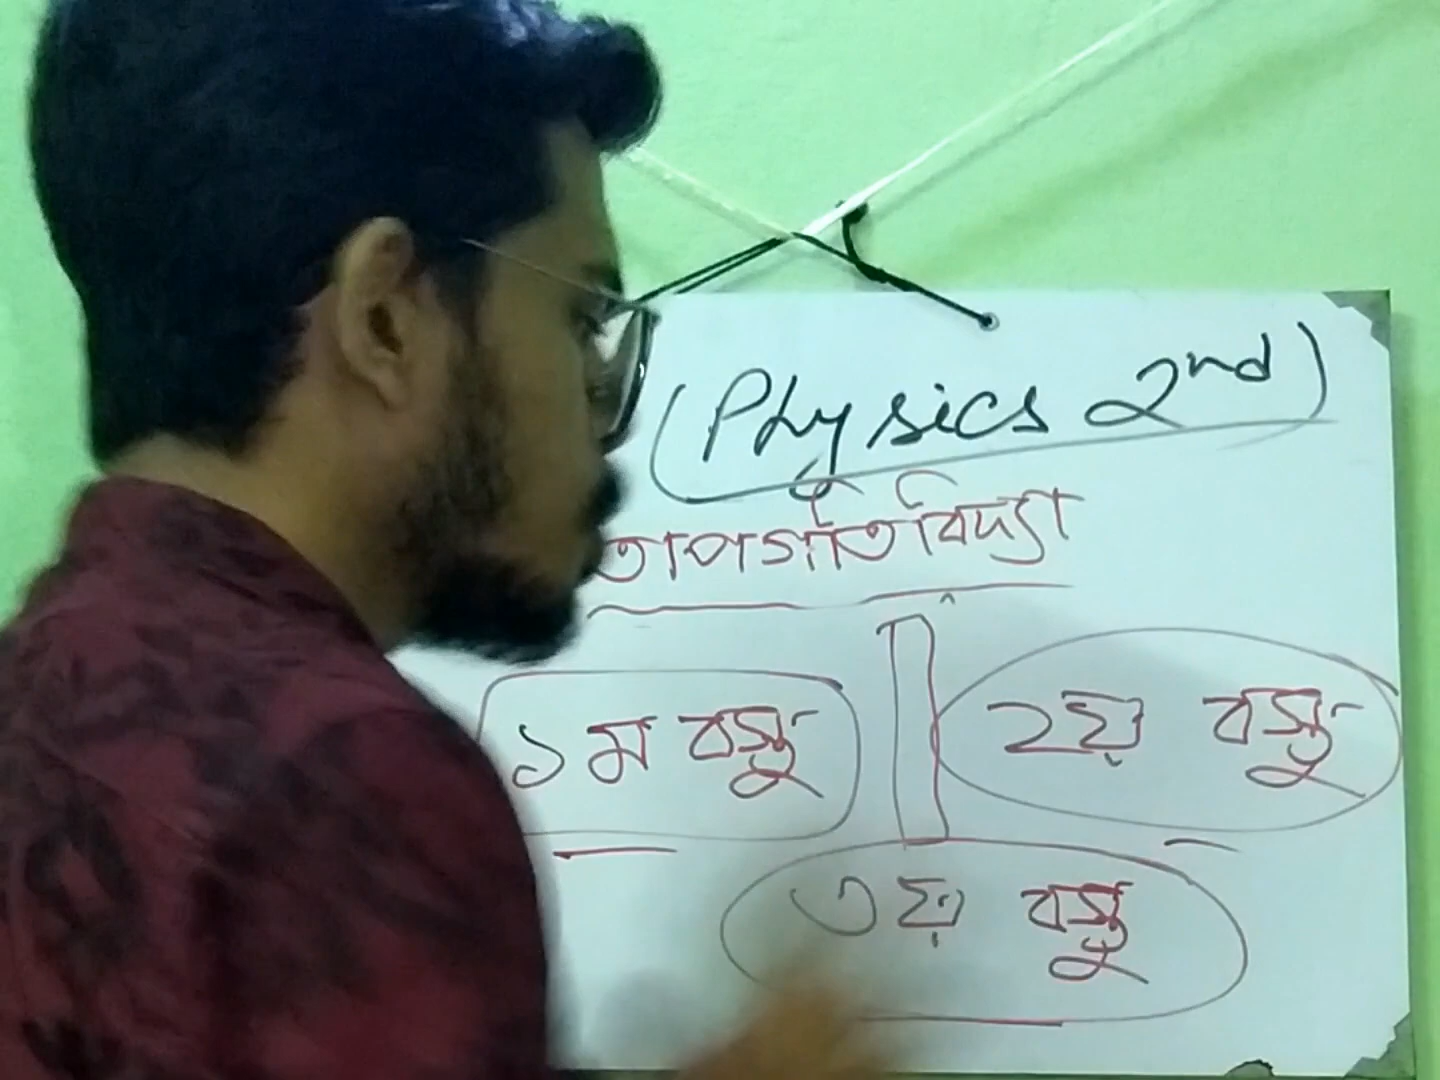 (Physics 2nd)
তাপগতিবিদ্যা
১ম বস্তু ২য় বস্তু
৩য় বস্তু